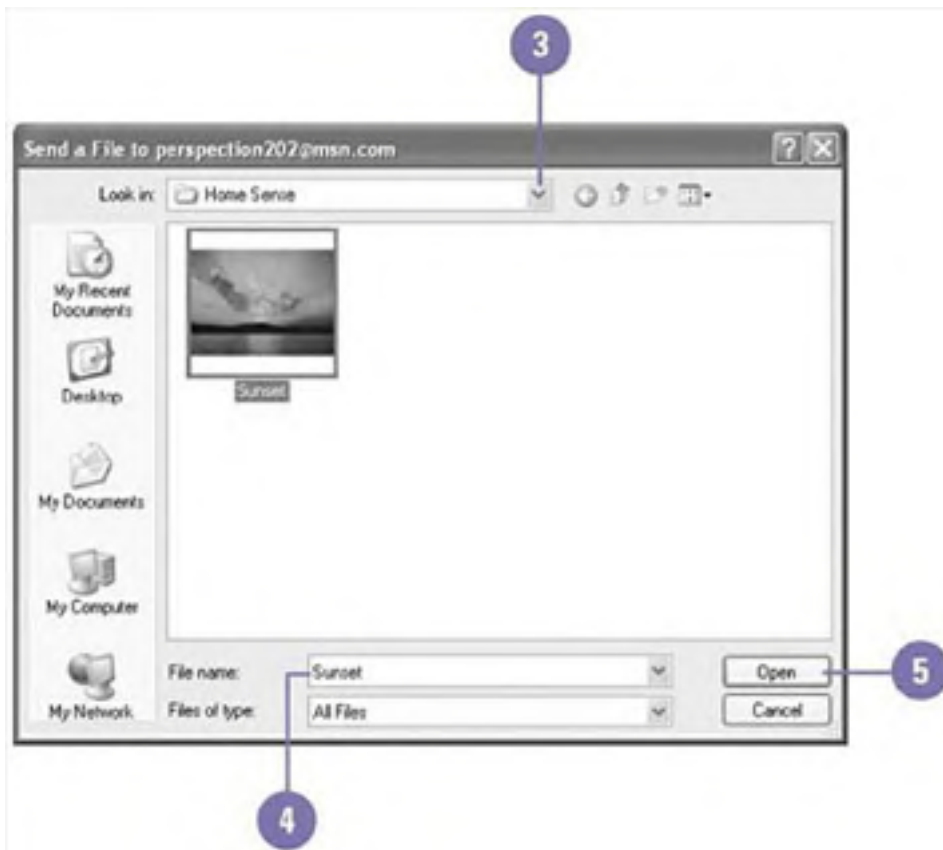 3
Send a File to perspection202@msn.com
Look in: Home Sense
My Recent
Documents
Desktop
My Documents
My Computer
My Network
Sunset
File name: Sunset
Open
5
Files of type: All Files
Cancel
4